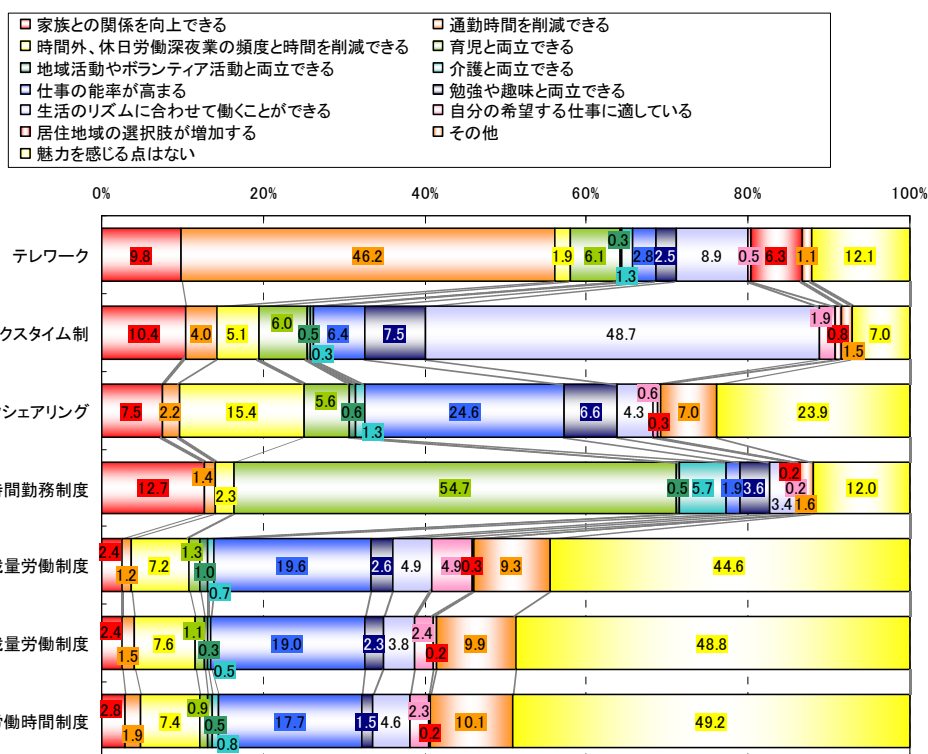 家族との関係を向上できる 通勤時間を削減できる
時間外、休日労働深夜業の頻度と時間を削減できる 育児と両立できる
地域活動やボランティア活動と両立できる 介護と両立できる
仕事の能率が高まる 勉強や趣味と両立できる
生活のリズムに合わせて働くことができる 自分の希望する仕事に適している
居住地域の選択肢が増加する その他
魅力を感じる点はない
0% 20% 40% 60% 80% 100%
テレワーク 9.8 46.2 1.9 6.1 0.3 1.3 2.8 2.5 8.9 0.5 6.3 1.1 12.1
クスタイム制 10.4 4.0 5.1 6.0 0.5 0.3 6.4 7.5 48.7 1.9 0.8 1.5 7.0
シェアリング 7.5 2.2 15.4 5.6 0.6 1.3 24.6 6.6 4.3 0.6 0.3 7.0 23.9
時間勤務制度 12.7 1.4 2.3 54.7 0.5 5.7 1.9 3.6 3.4 0.2 0.2 1.6 12.0
量労働制度 2.4 1.2 7.2 1.3 1.0 0.7 19.6 2.6 4.9 4.9 0.3 9.3 44.6
量労働制度 2.4 1.5 7.6 1.1 0.3 0.5 19.0 2.3 3.8 2.4 0.2 9.9 48.8
労働時間制度 2.8 1.9 7.4 0.9 0.5 0.8 17.7 1.5 4.6 2.3 0.2 10.1 49.2